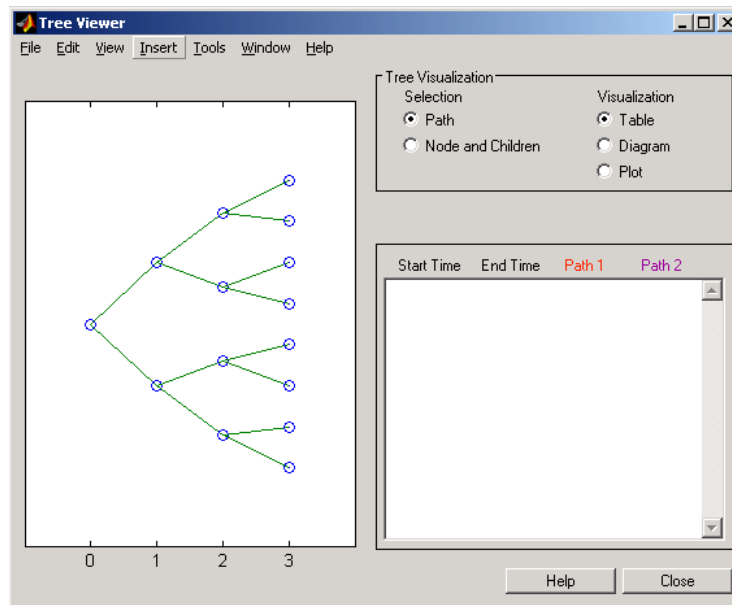 Tree Viewer
File Edit View Insert Tools Window Help
Tree Visualization
Selection Visualization
Path Table
Node and Children Diagram
Plot
Start Time End Time Path 1 Path 2
0 1 2 3
Help Close